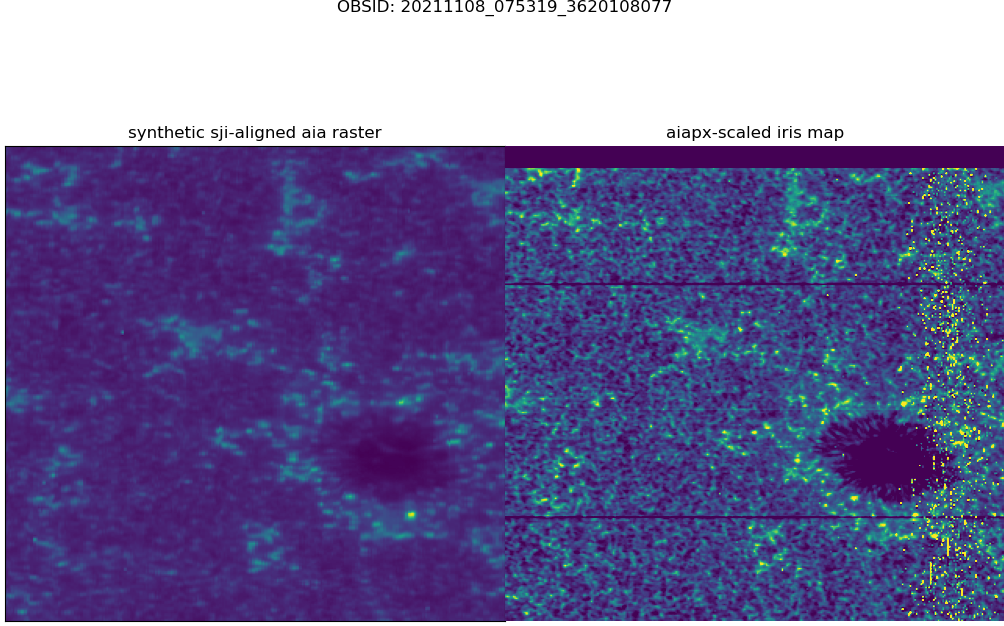 OBSID: 20211108_075319_3620108077
synthetic sji-aligned aia raster
aiapx-scaled iris map